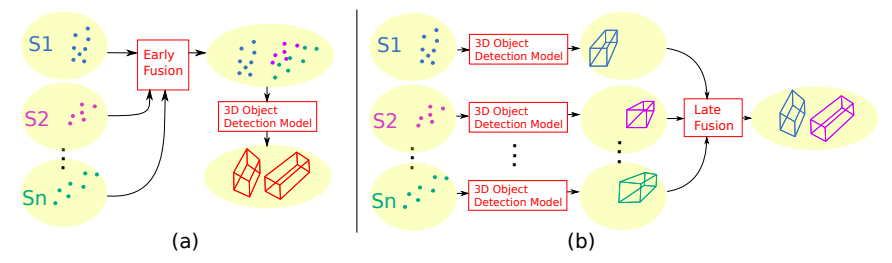 S1
Early
Fusion
S2
Sn
3D Object
Detection Model
(a)
S1
3D Object
Detection Model
S2
3D Object
Detection Model
Sn
3D Object
Detection Model
Late
Fusion
(b)